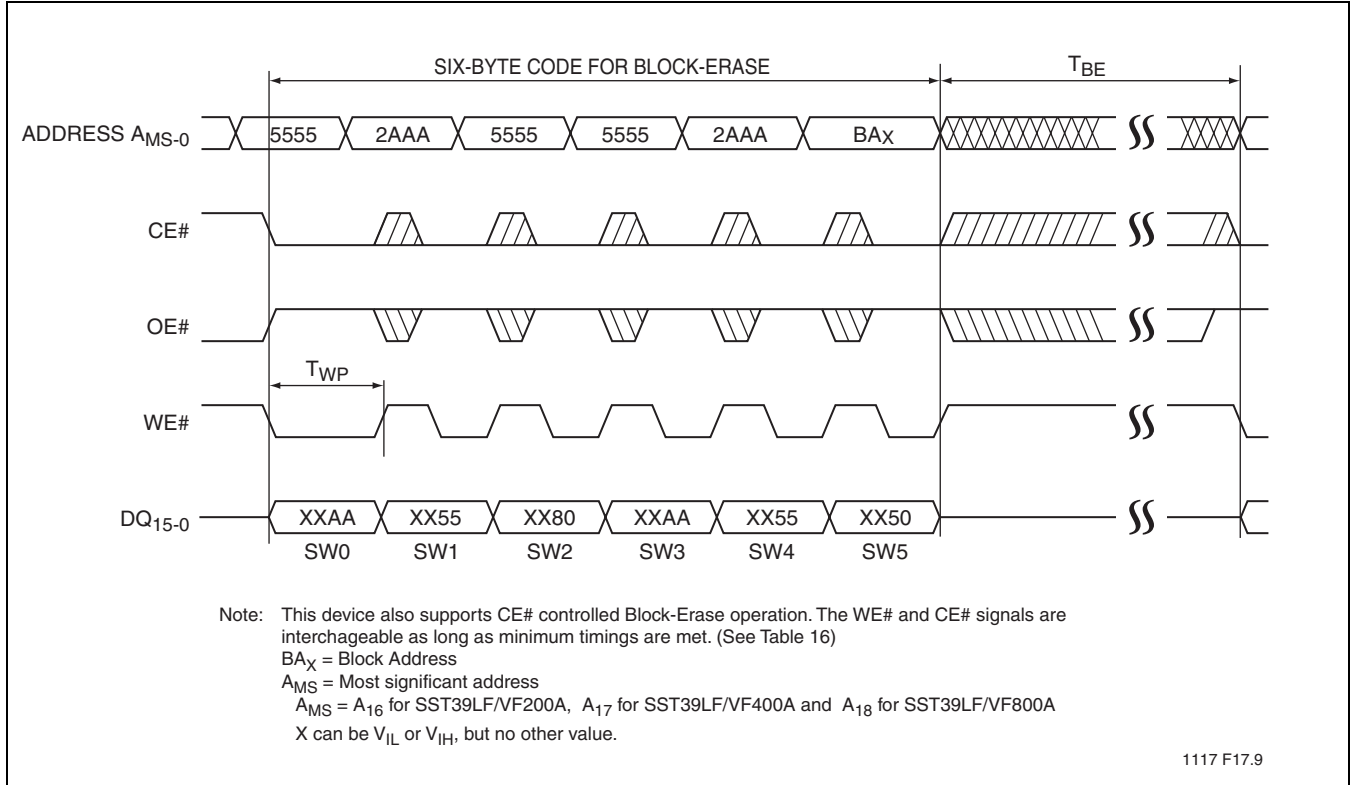 SIX-BYTE CODE FOR BLOCK-ERASE
TBE
ADDRESS AMS-0
5555 2AAA 5555 5555 2AAA BAX
CE#
OE#
TWP
WE#
DQ15-0
XXAA XX55 XX80 XXAA XX55 XX50
SW0 SW1 SW2 SW3 SW4 SW5
Note: This device also supports CE# controlled Block-Erase operation. The WE# and CE# signals are
interchageable as long as minimum timings are met. (See Table 16)
BAX = Block Address
AMS = Most significant address
AMS = A16 for SST39LF/VF200A, A17 for SST39LF/VF400A and A18 for SST39LF/VF800A
X can be VIL or VIH, but no other value.
1117 F17.9